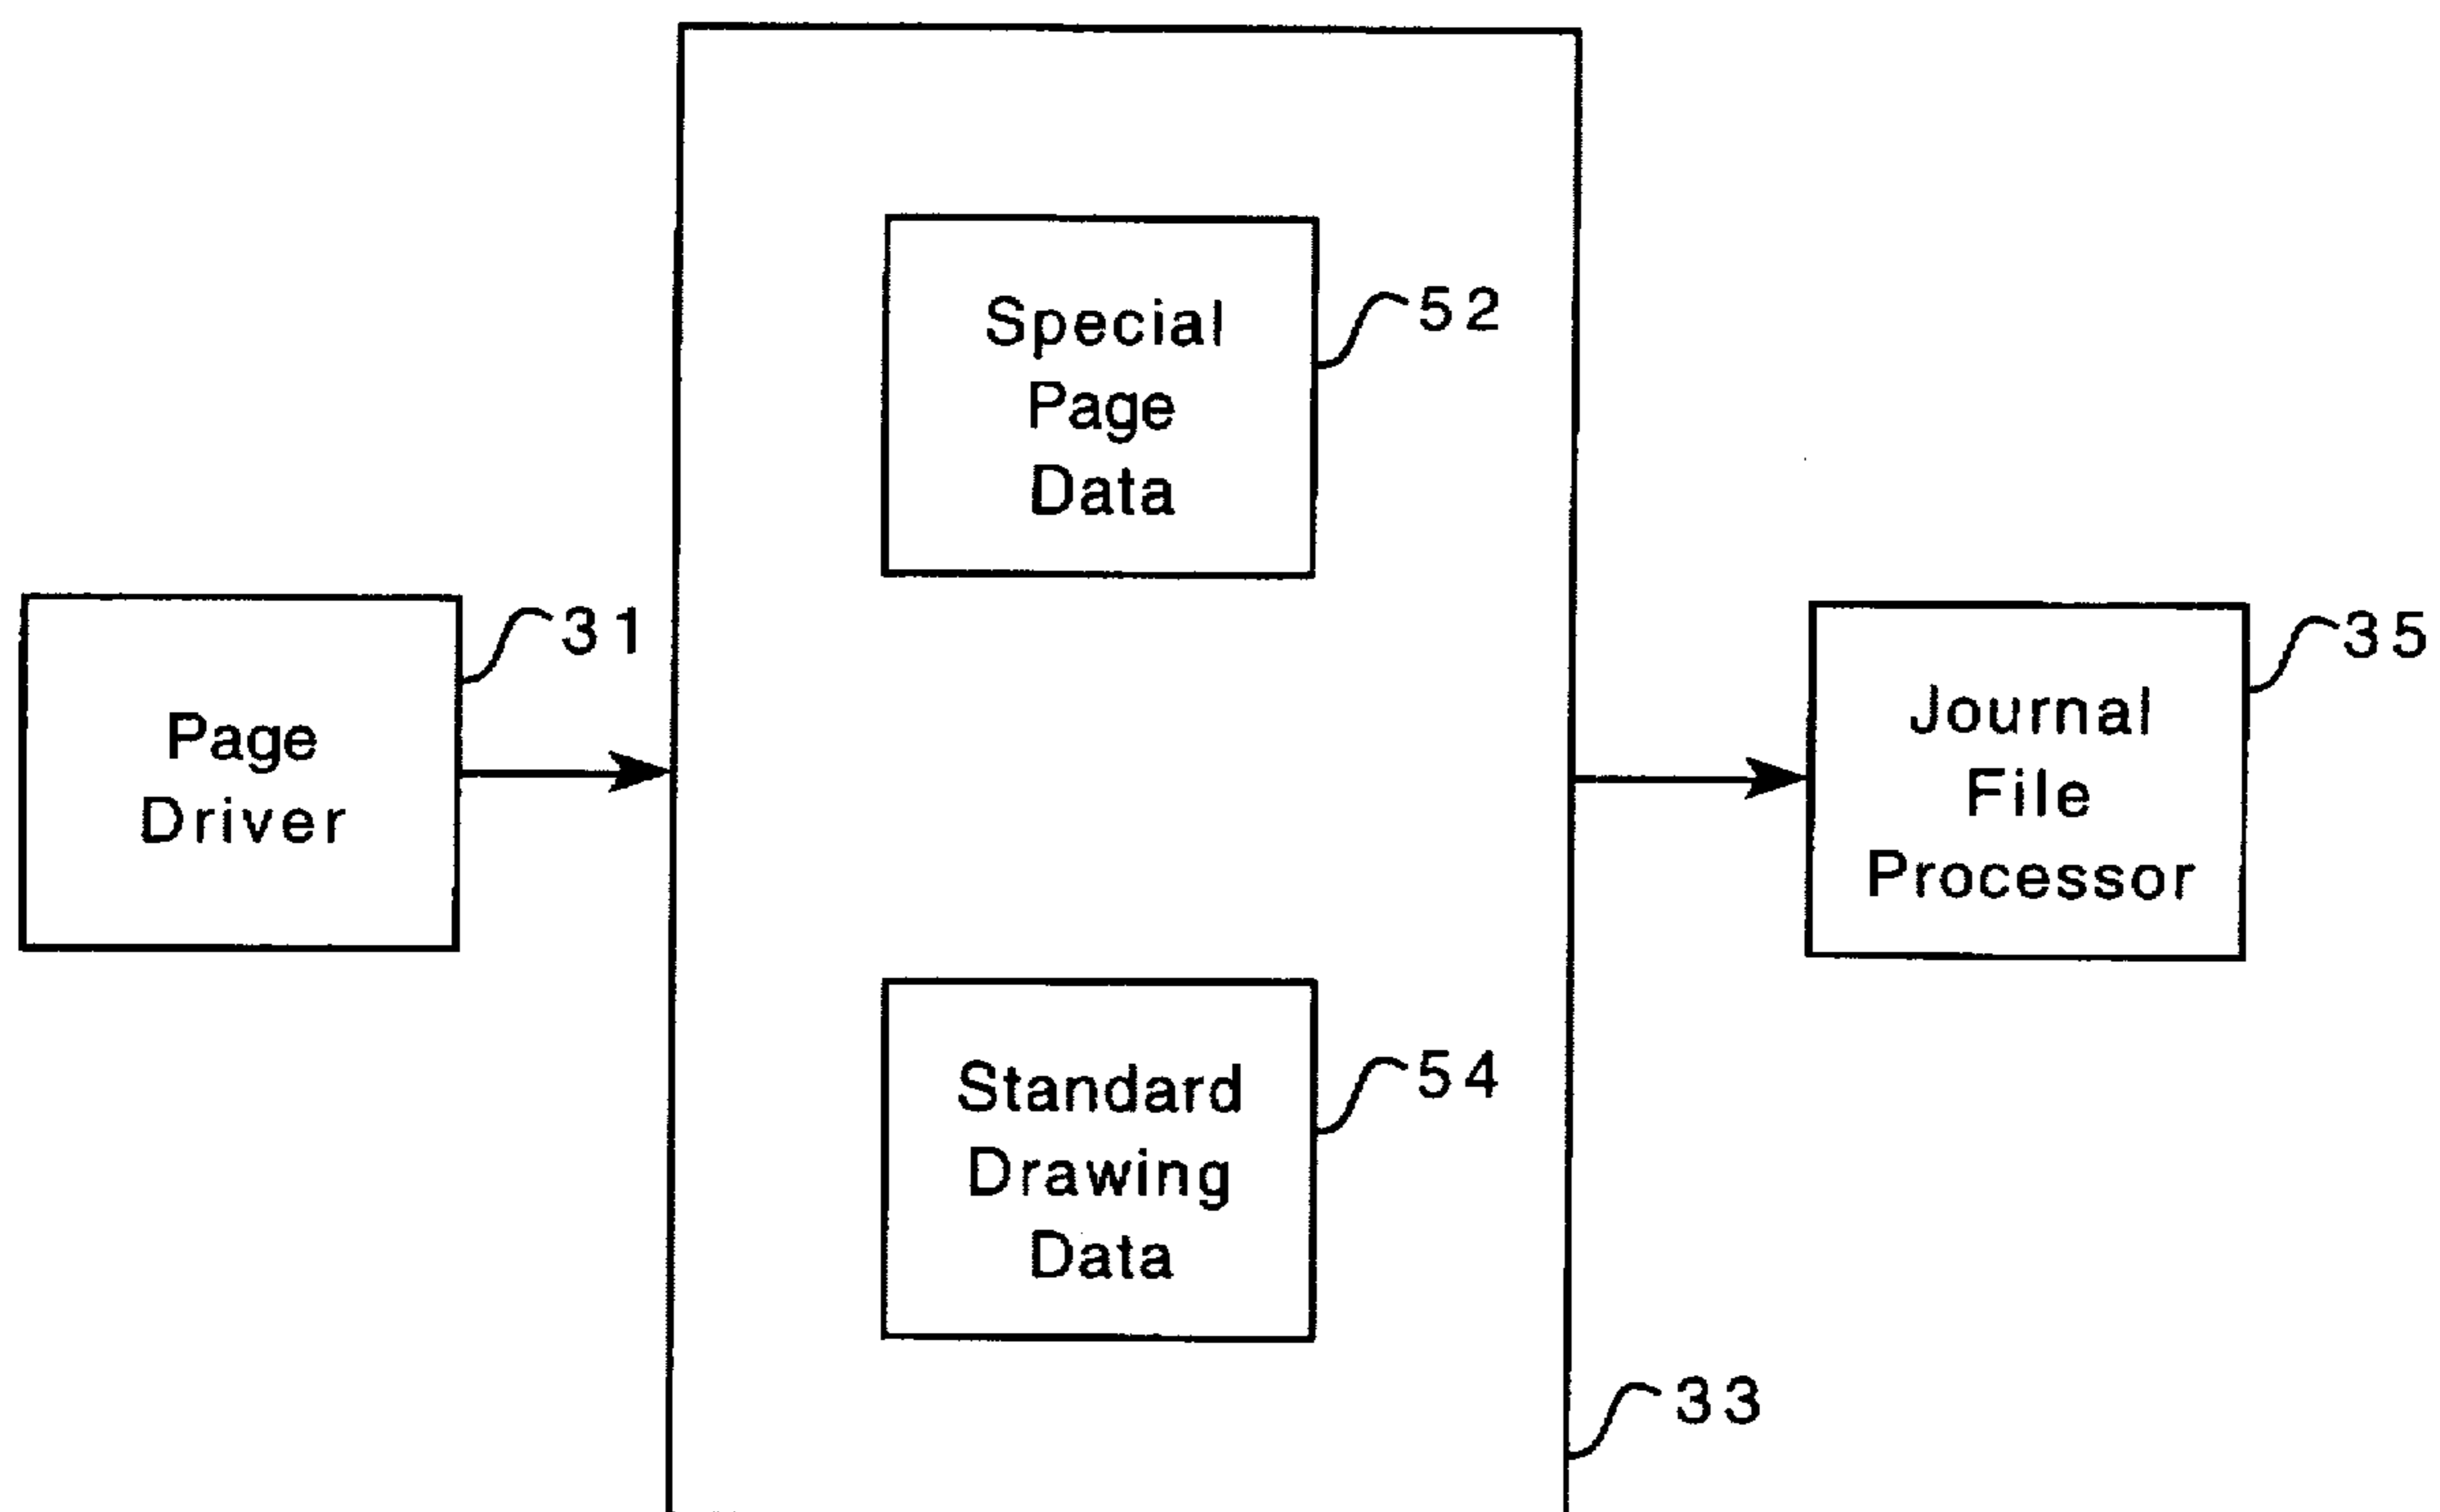 Special
Page
Data
52
31
Page
Driver
35
Journal
File
Processor
Standard
Drawing
Data
54
33